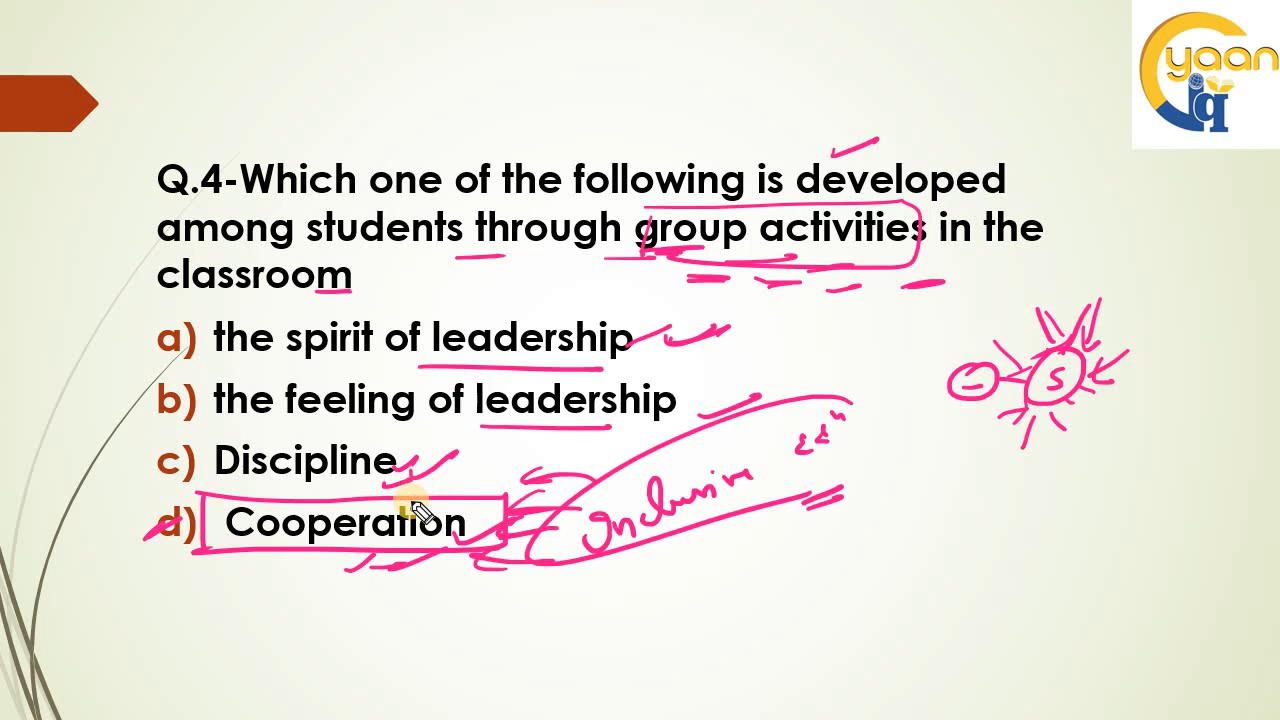 yaan
iq
Q.4-Which one of the following is developed
among students through group activities in the
classroom
a) the spirit of leadership
b) the feeling of leadership
c) Discipline
d) Cooperation
Inclusive
S